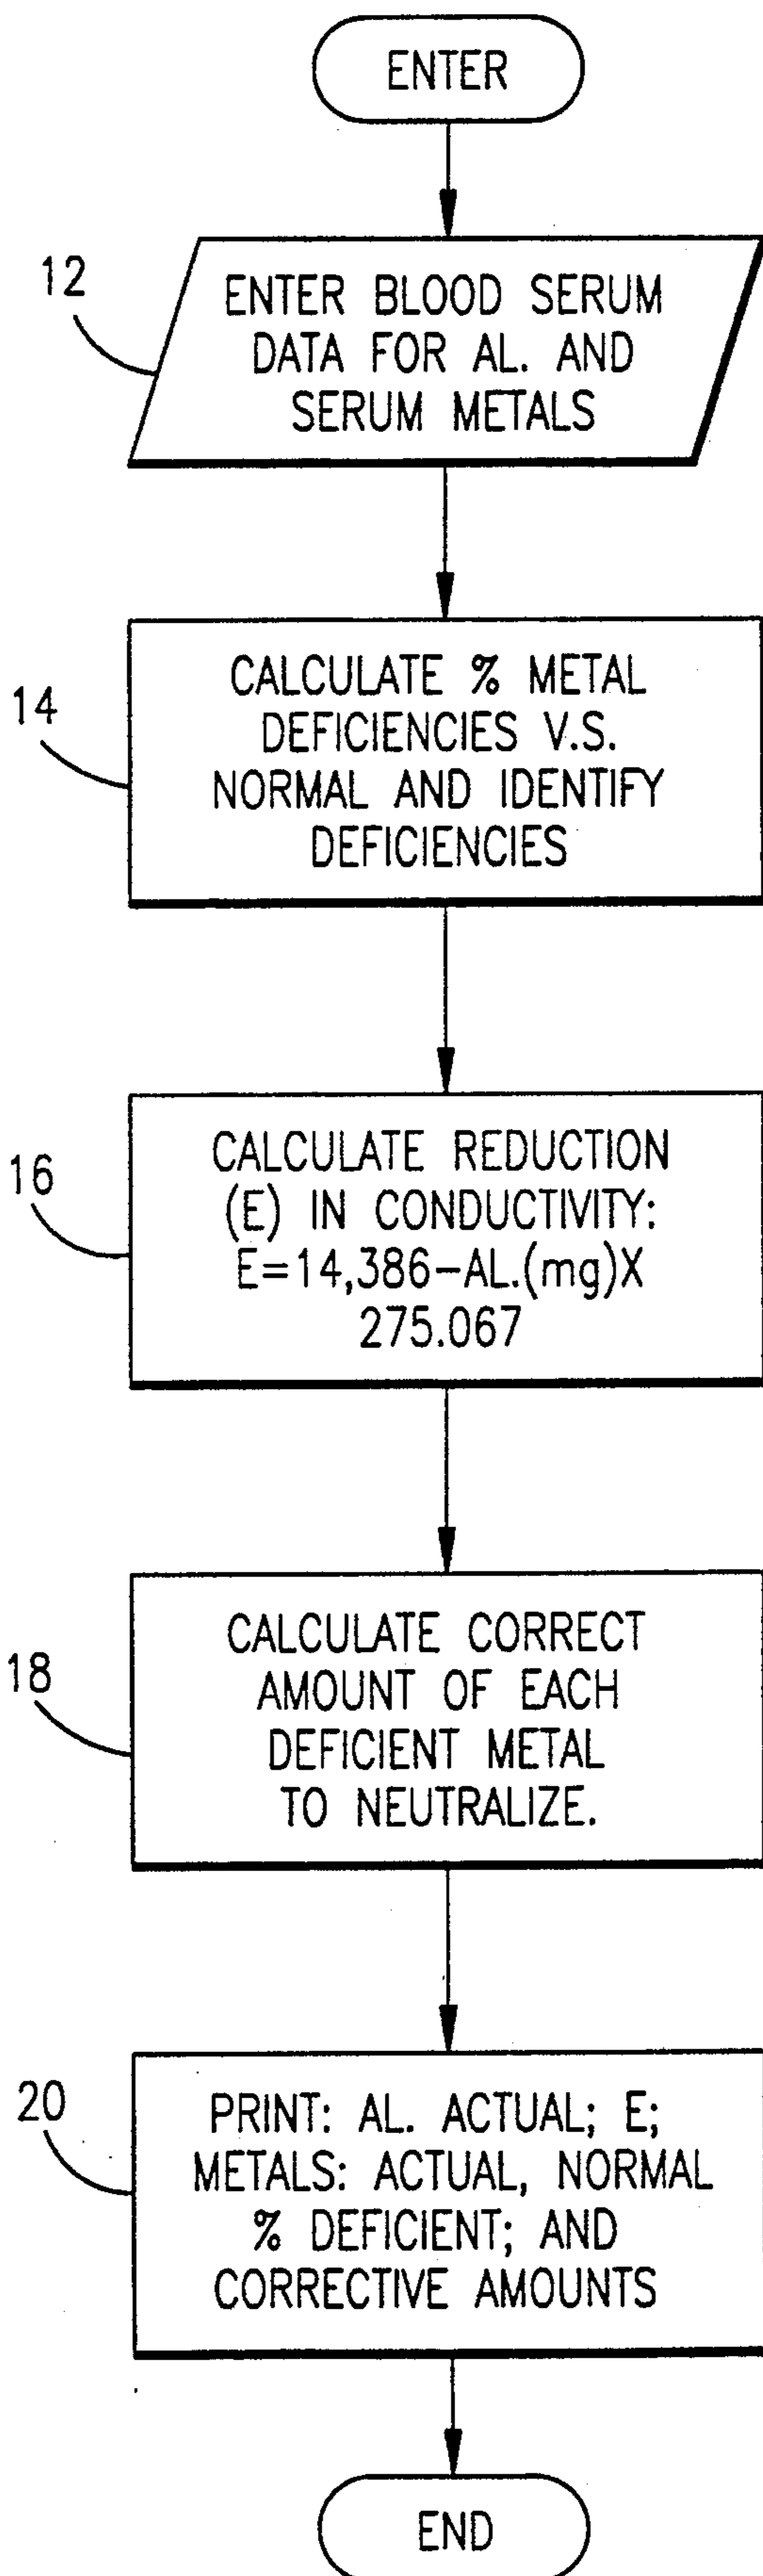 ENTER
12
ENTER BLOOD SERUM
DATA FOR AL. AND
SERUM METALS
14
CALCULATE % METAL
DEFICIENCIES V.S.
NORMAL AND IDENTIFY
DEFICIENCIES
16
CALCULATE REDUCTION
(E) IN CONDUCTIVITY:
E=14,386-AL.(mg)X
275.067
18
CALCULATE CORRECT
AMOUNT OF EACH
DEFICIENT METAL
TO NEUTRALIZE.
20
PRINT: AL. ACTUAL; E;
METALS: ACTUAL, NORMAL
% DEFICIENT; AND
CORRECTIVE AMOUNTS
END